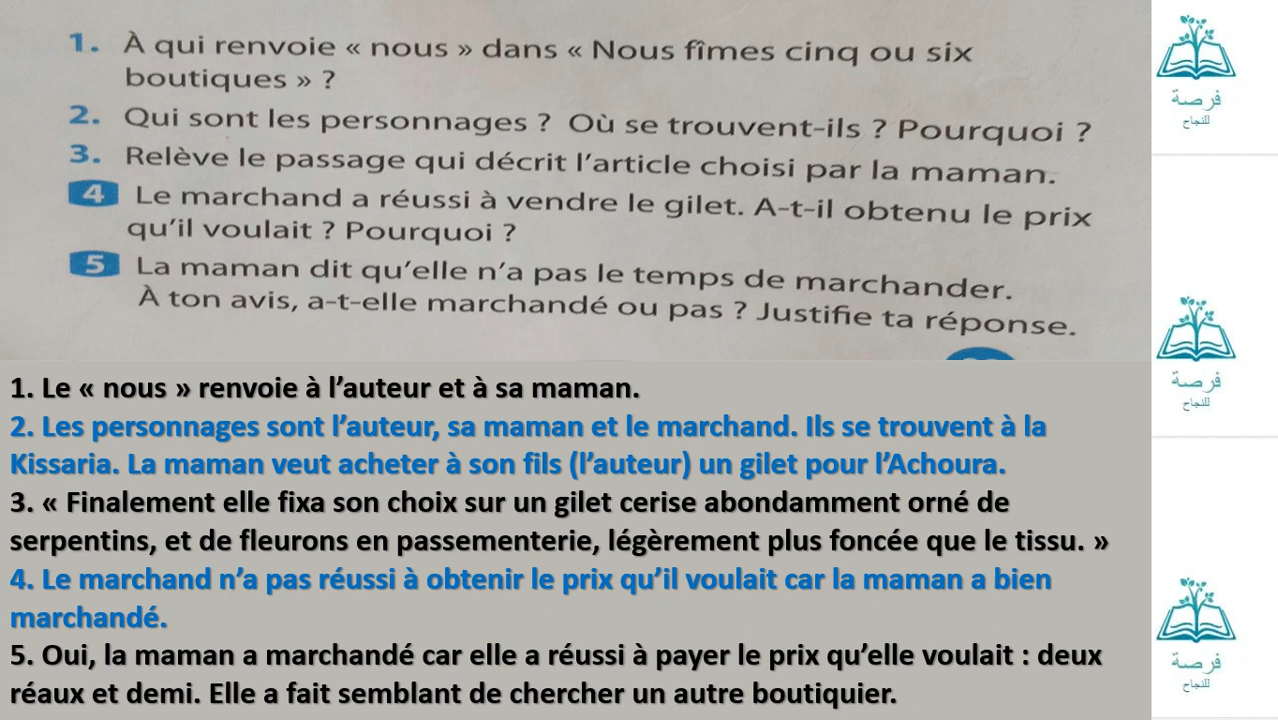 1. À qui renvoie « nous » dans « Nous fîmes cinq ou six
boutiques » ?
2. Qui sont les personnages ? Où se trouvent-ils ? Pourquoi ?
3. Relève le passage qui décrit l'article choisi par la maman.
4 Le marchand a réussi à vendre le gilet. A-t-il obtenu le prix
qu'il voulait ? Pourquoi ?
5 La maman dit qu'elle n'a pas le temps de marchander.
À ton avis, a-t-elle marchandé ou pas ? Justifie ta réponse.
1. Le « nous » renvoie à l'auteur et à sa maman.
2. Les personnages sont l'auteur, sa maman et le marchand. Ils se trouvent à la
Kissaria. La maman veut acheter à son fils (l'auteur) un gilet pour l'Achoura.
3. « Finalement elle fixa son choix sur un gilet cerise abondamment orné de
serpentins, et de fleurons en passementerie, légèrement plus foncée que le tissu. »
4. Le marchand n'a pas réussi à obtenir le prix qu'il voulait car la maman a bien
marchandé.
5. Oui, la maman a marchandé car elle a réussi à payer le prix qu'elle voulait : deux
réaux et demi. Elle a fait semblant de chercher un autre boutiquier.
فرصة
للنجاح
فرصة
للنجاح
فرصة
للنجاح